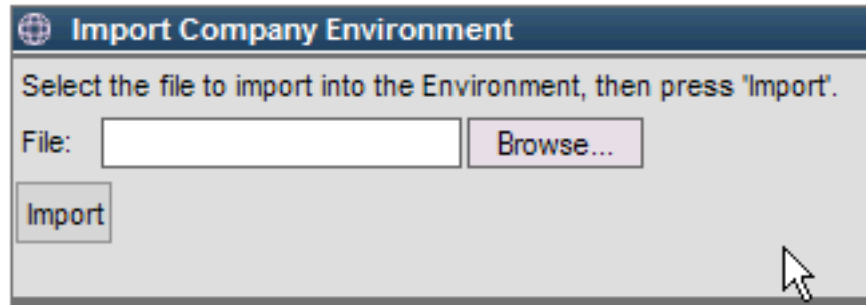 Import Company Environment
Select the file to import into the Environment, then press 'Import'.
File: Browse...
Import